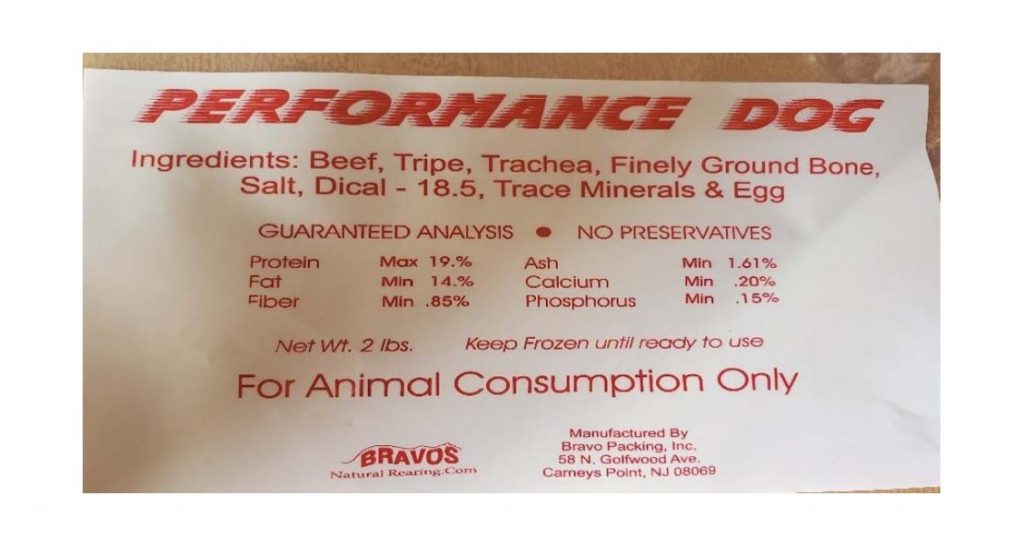 PERFORMANCE DOG
Ingredients: Beef, Tripe, Trachea, Finely Ground Bone,
Salt, Dical - 18.5, Trace Minerals & Egg
GUARANTEED ANALYSIS ● NO PRESERVATIVES
Protein Max 19.% Ash Min 1.61%
Fat Min 14.% Calcium Min .20%
Fiber Min .85% Phosphorus Min .15%
Net Wt. 2 lbs. Keep Frozen until ready to use
For Animal Consumption Only
BRAVO'S
Natural Rearing.Com
Manufactured By
Bravo Packing, Inc.
58 N. Golfwood Ave.
Carneys Point, NJ 08069